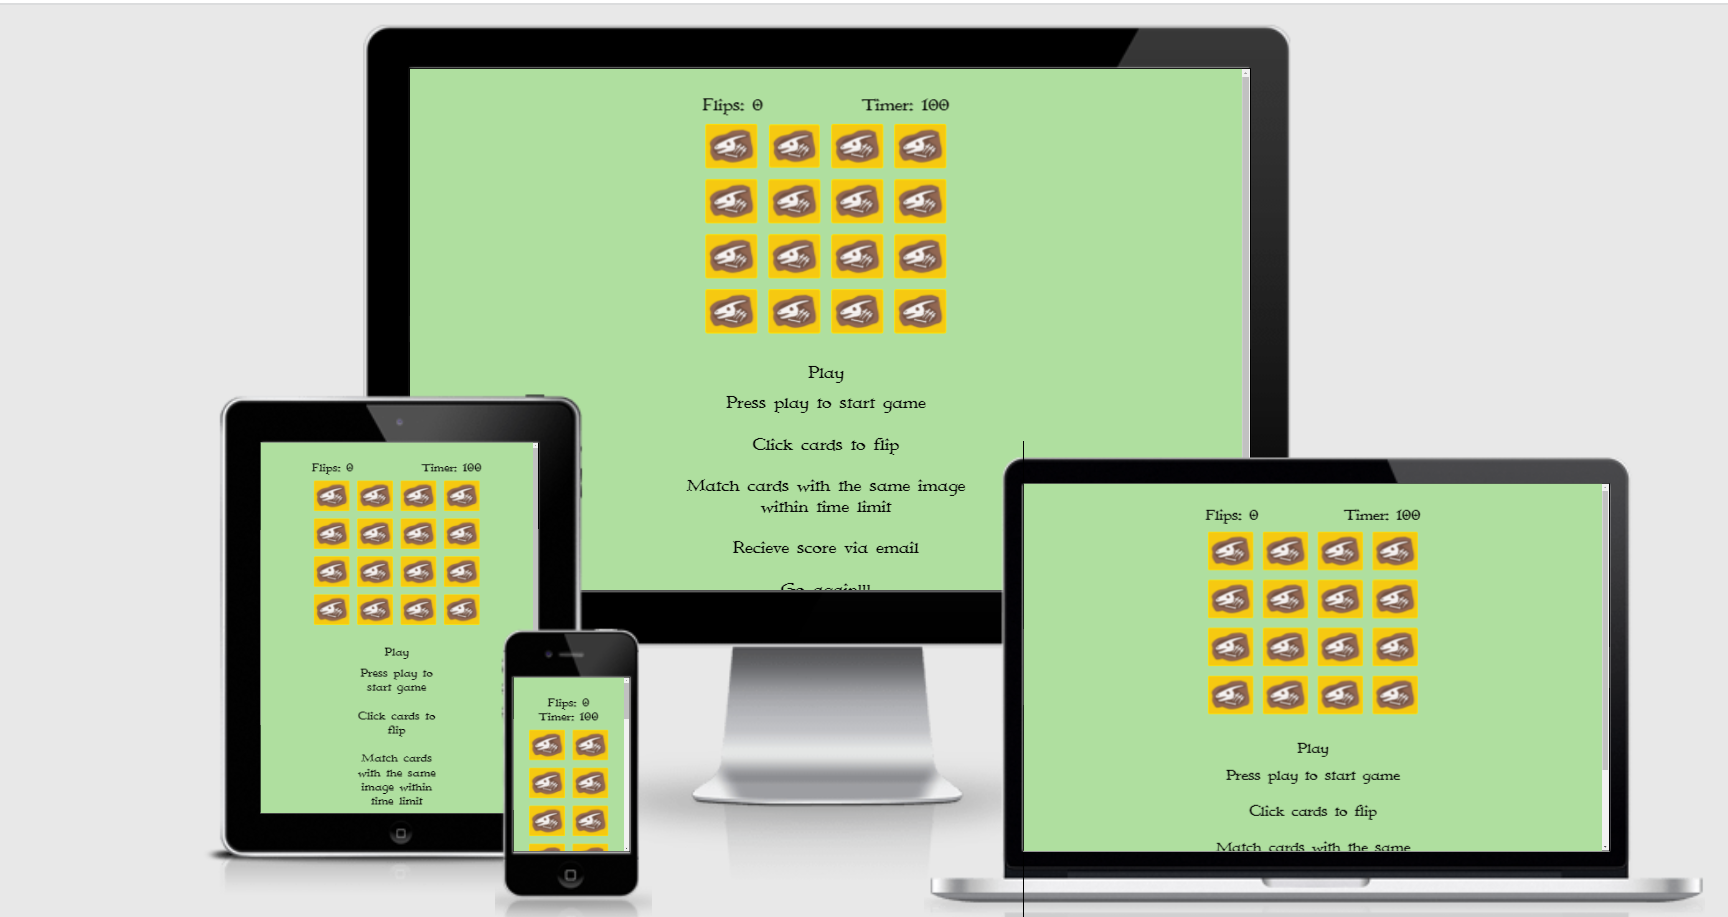 Flips: 0 Timer: 100
Play
Press play to start game
Click cards to flip
Match cards with the same image
within time limit
Recieve score via email
Go again!!!
Flips: 0 Timer: 100
Play
Press play to
start game
Click cards to
flip
Match cards
with the same
image within
time limit
Flips: 0
Timer: 100
Flips: 0 Timer: 100
Play
Press play to start game
Click cards to flip
Match cards with the same